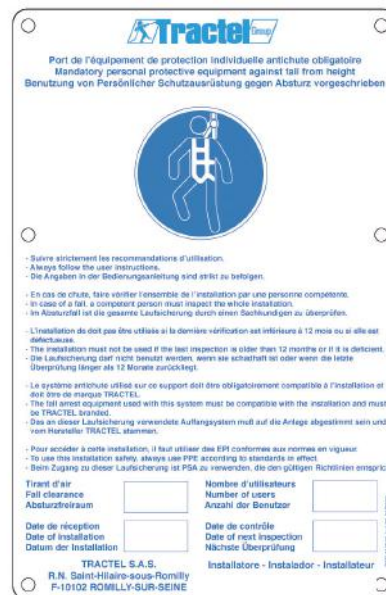 Tractel Group
Port de l'équipement de protection individuelle antichute obligatoire
Mandatory personal protective equipment against fall from height
Benutzung von Persönlicher Schutzausrüstung gegen Absturz vorgeschrieben
- Suivre strictement les recommandations d'utilisation.
- Always follow the user instructions.
- Die Angaben in der Bedienungsanleitung sind strikt zu befolgen.
- En cas de chute, faire vérifier l'ensemble de l'installation par une personne compétente.
- In case of a fall, a competent person must inspect the whole installation.
- Im Absturzfall ist die gesamte Laufsicherung durch einen Sachkundigen zu überprüfen.
- L'installation de doit pas être utilisée si la dernière vérification est inférieure à 12 mois ou si elle est
défectueuse.
- The installation must not be used if the last inspection is older than 12 months or if it is deficient.
- Die Laufsicherung darf nicht benutzt werden, wenn sie schadhaft ist oder wenn die letzte
Überprüfung länger als 12 Monate zurückliegt.
- Le système antichute utilisé sur ce support doit être obligatoirement compatible à l'installation et
doit être de marque TRACTEL.
- The fall arrest equipment used with this system must be compatible with the installation and must
be TRACTEL branded.
- Das an dieser Laufsicherung verwendete Auffangsystem muß auf die Anlage abgestimmt sein und
vom Hersteller TRACTEL stammen.
- Pour accéder à cette installation, il faut utiliser des EPI conformes aux normes en vigueur
- To use this installation safely, always use PPE according to standards in effect
- Beim Zugang zu dieser Laufsicherung ist PSA zu verwenden, die den gültigen Richtlinien entspric
Tirant d'air
Fall clearance
Absturzfreiraum
Nombre d'utilisateurs
Number of users
Anzahl der Benutzer
Date de réception
Date of installation
Datum der Installation
Date de contrôle
Date of next inspection
Nächste Überprüfung
TRACTEL S.A.S.
R.N. Saint-Hilaire-sous-Romilly
F-10102 ROMILLY-SUR-SEINE
Installatore - Instalador - Installateur